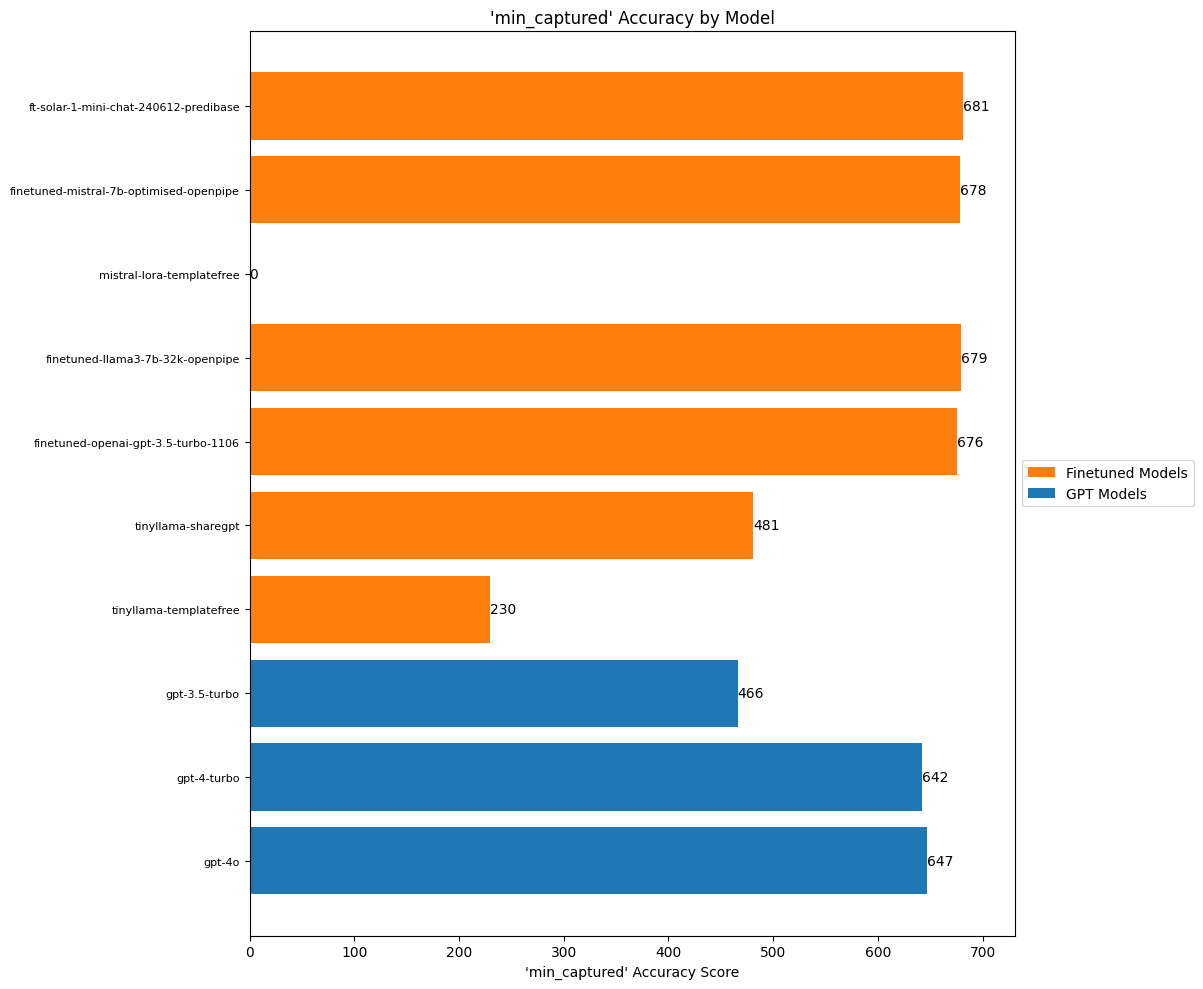 'min_captured' Accuracy by Model
ft-solar-1-mini-chat-240612-predibase
681
finetuned-mistral-7b-optimised-openpipe
678
mistral-lora-templatefree
0
finetuned-llama3-7b-32k-openpipe
679
finetuned-openai-gpt-3.5-turbo-1106
676
tinyllama-sharegpt
481
tinyllama-templatefree
230
gpt-3.5-turbo
466
gpt-4-turbo
642
gpt-4o
647
0 100 200 300 400 500 600 700
'min_captured' Accuracy Score
Finetuned Models
GPT Models